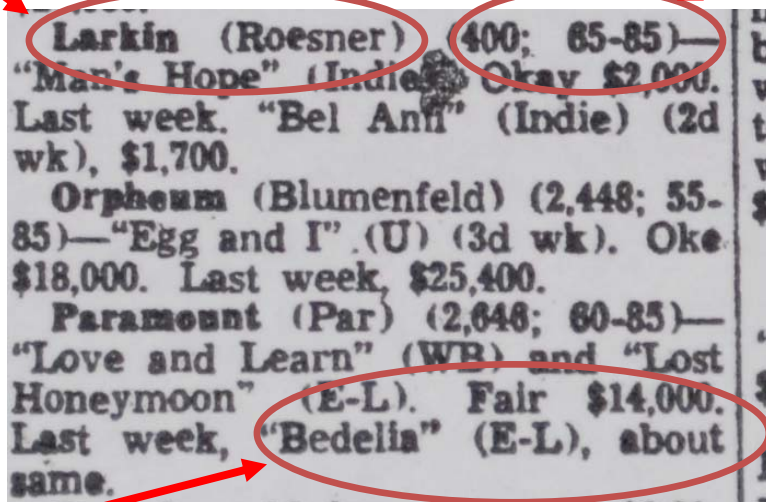 Larkin (Roesner) (400; 65-85)—
"Man's Hope" (Indie). Okay $2,000.
Last week. "Bel Ami" (Indie) (2d
wk), $1,700.
Orpheum (Blumenfeld) (2,448; 55-
85)—"Egg and I" (U) (3d wk). Oke
$18,000. Last week, $25,400.
Paramount (Par) (2,646; 60-85)—
"Love and Learn" (WB) and "Lost
Honeymoon" (E-L). Fair $14,000.
Last week, "Bedelia" (E-L), about
same.